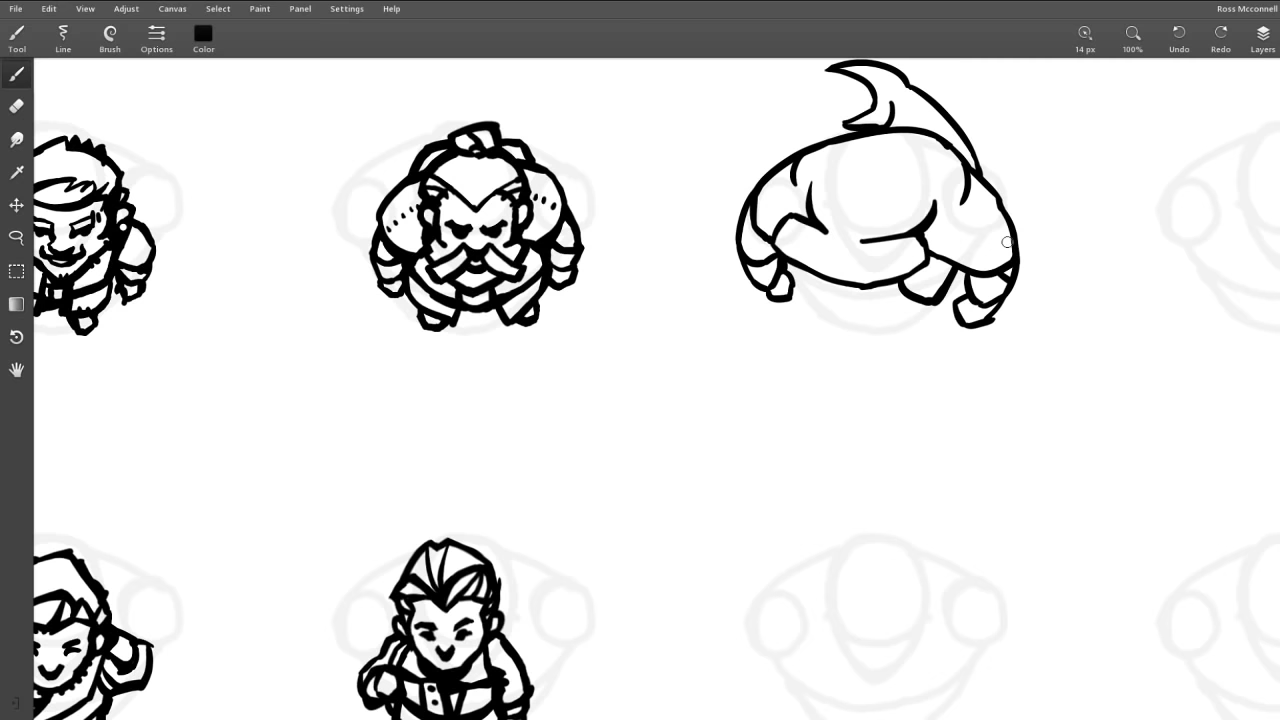 File Edit View Adjust Canvas Select Paint Panel Settings Help Ross Mcconnell
Tool Line Brush Options Color 14 px 100% Undo Redo Layers